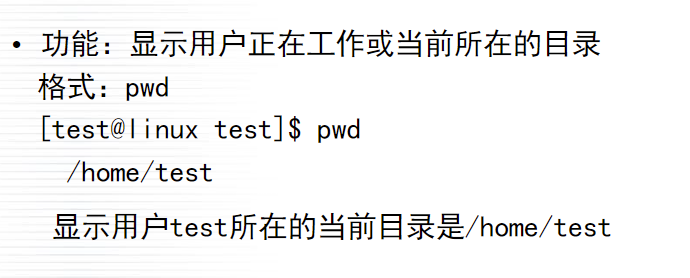 • 功能：显示用户正在工作或当前所在的目录
格式：pwd
[test@linux test]$ pwd
/home/test
显示用户test所在的当前目录是/home/test